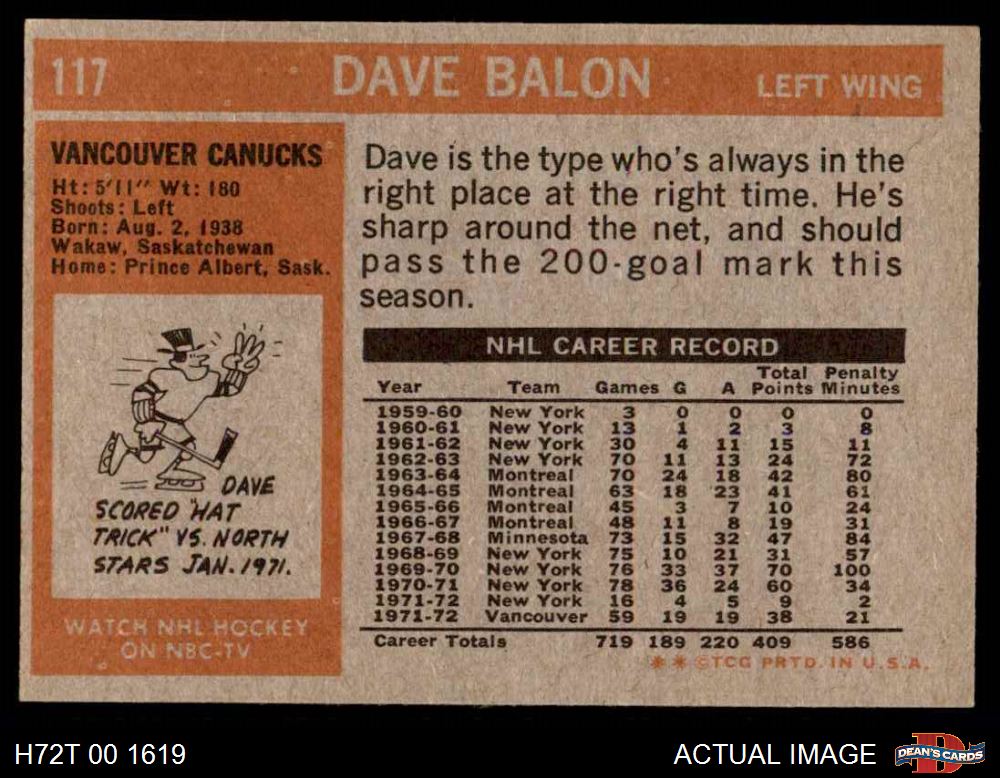 117 DAVE BALON LEFT WING
VANCOUVER CANUCKS
Ht: 5'11" Wt: 180
Shoots: Left
Born: Aug. 2, 1938
Wakaw, Saskatchewan
Home: Prince Albert, Sask.
DAVE
SCORED "HAT
TRICK" VS. NORTH
STARS JAN. 1971.
WATCH NHL HOCKEY
ON NBC-TV
Dave is the type who's always in the
right place at the right time. He's
sharp around the net, and should
pass the 200-goal mark this
season.
NHL CAREER RECORD
Total Penalty
Year Team Games G A Points Minutes
1959-60 New York 3 0 0 0 0
1960-61 New York 13 1 2 3 8
1961-62 New York 30 4 11 15 11
1962-63 New York 70 11 13 24 72
1963-64 Montreal 70 24 18 42 80
1964-65 Montreal 63 18 23 41 61
1965-66 Montreal 45 3 7 10 24
1966-67 Montreal 48 11 8 19 31
1967-68 Minnesota 73 15 32 47 84
1968-69 New York 75 10 21 31 57
1969-70 New York 76 33 37 70 100
1970-71 New York 78 36 24 60 34
1971-72 New York 16 4 5 9 2
1971-72 Vancouver 59 19 19 38 21
Career Totals 719 189 220 409 586
* * ©TCG PRTD. IN U.S.A.
H72T 00 1619 ACTUAL IMAGE DEAN'S CARDS